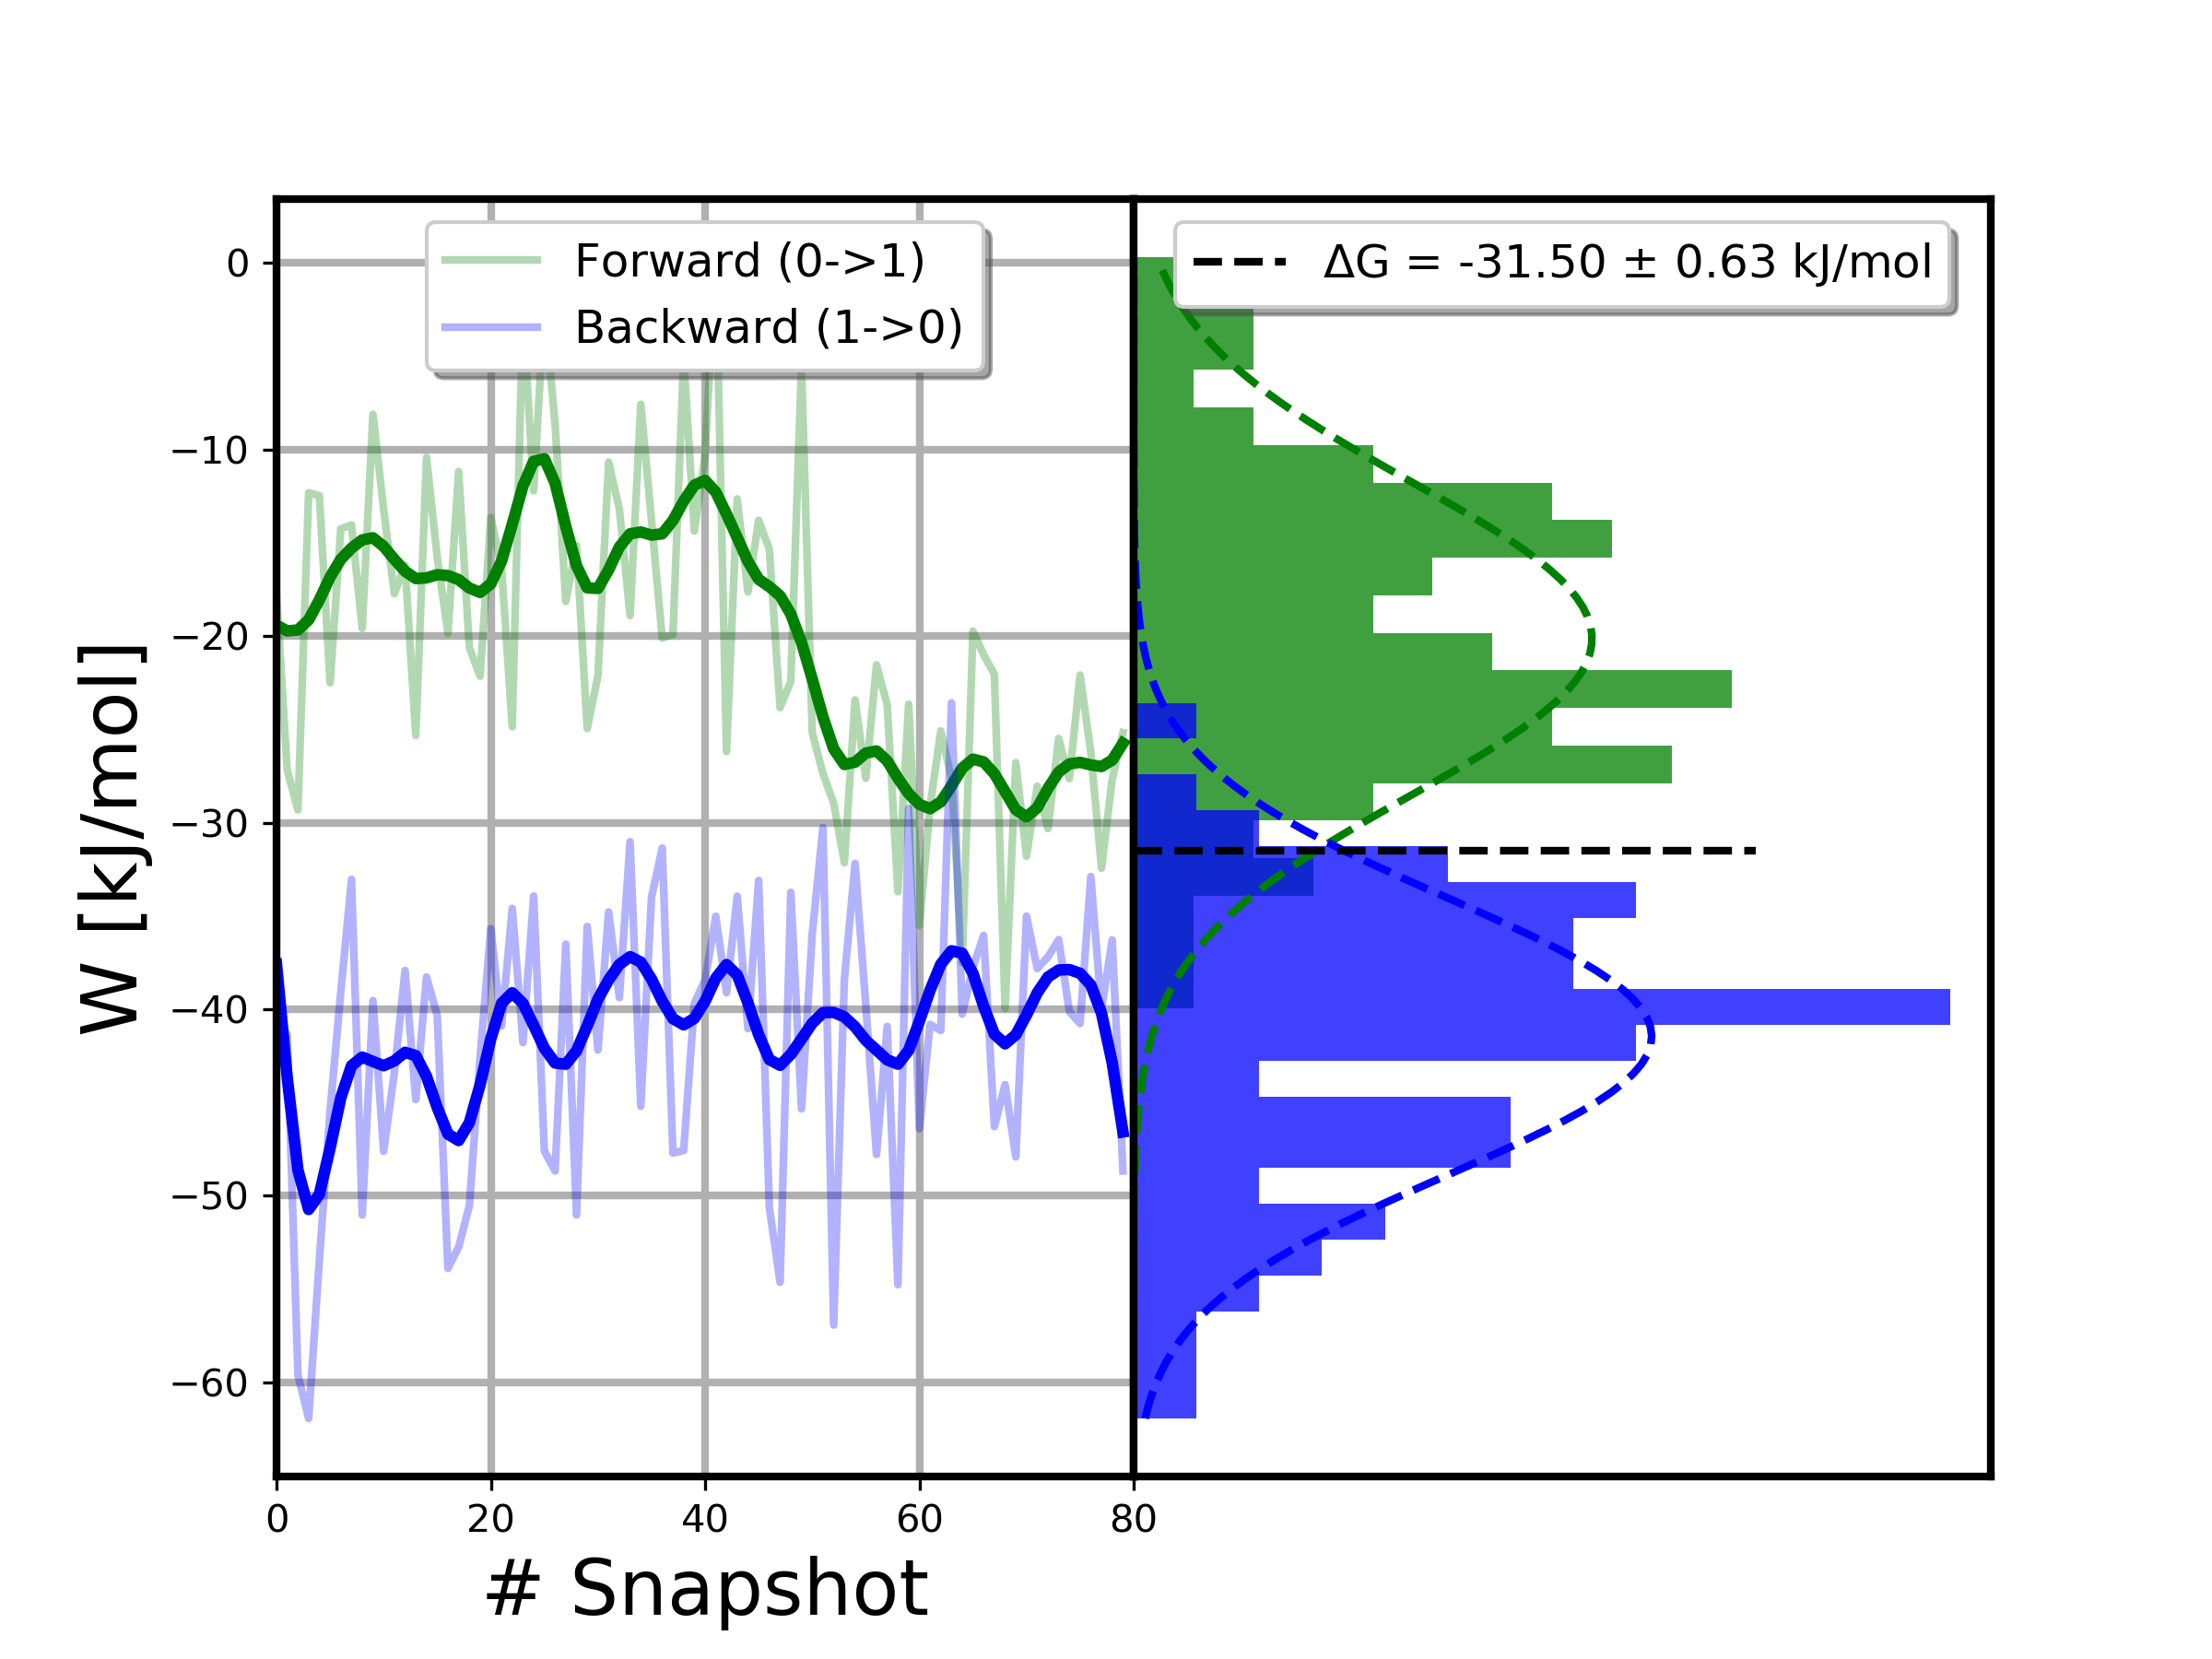 Forward (0->1)
Backward (1->0)
ΔG = -31.50 ± 0.63 kJ/mol
W [kJ/mol]
0
−10
−20
−30
−40
−50
−60
0 20 40 60 80
# Snapshot